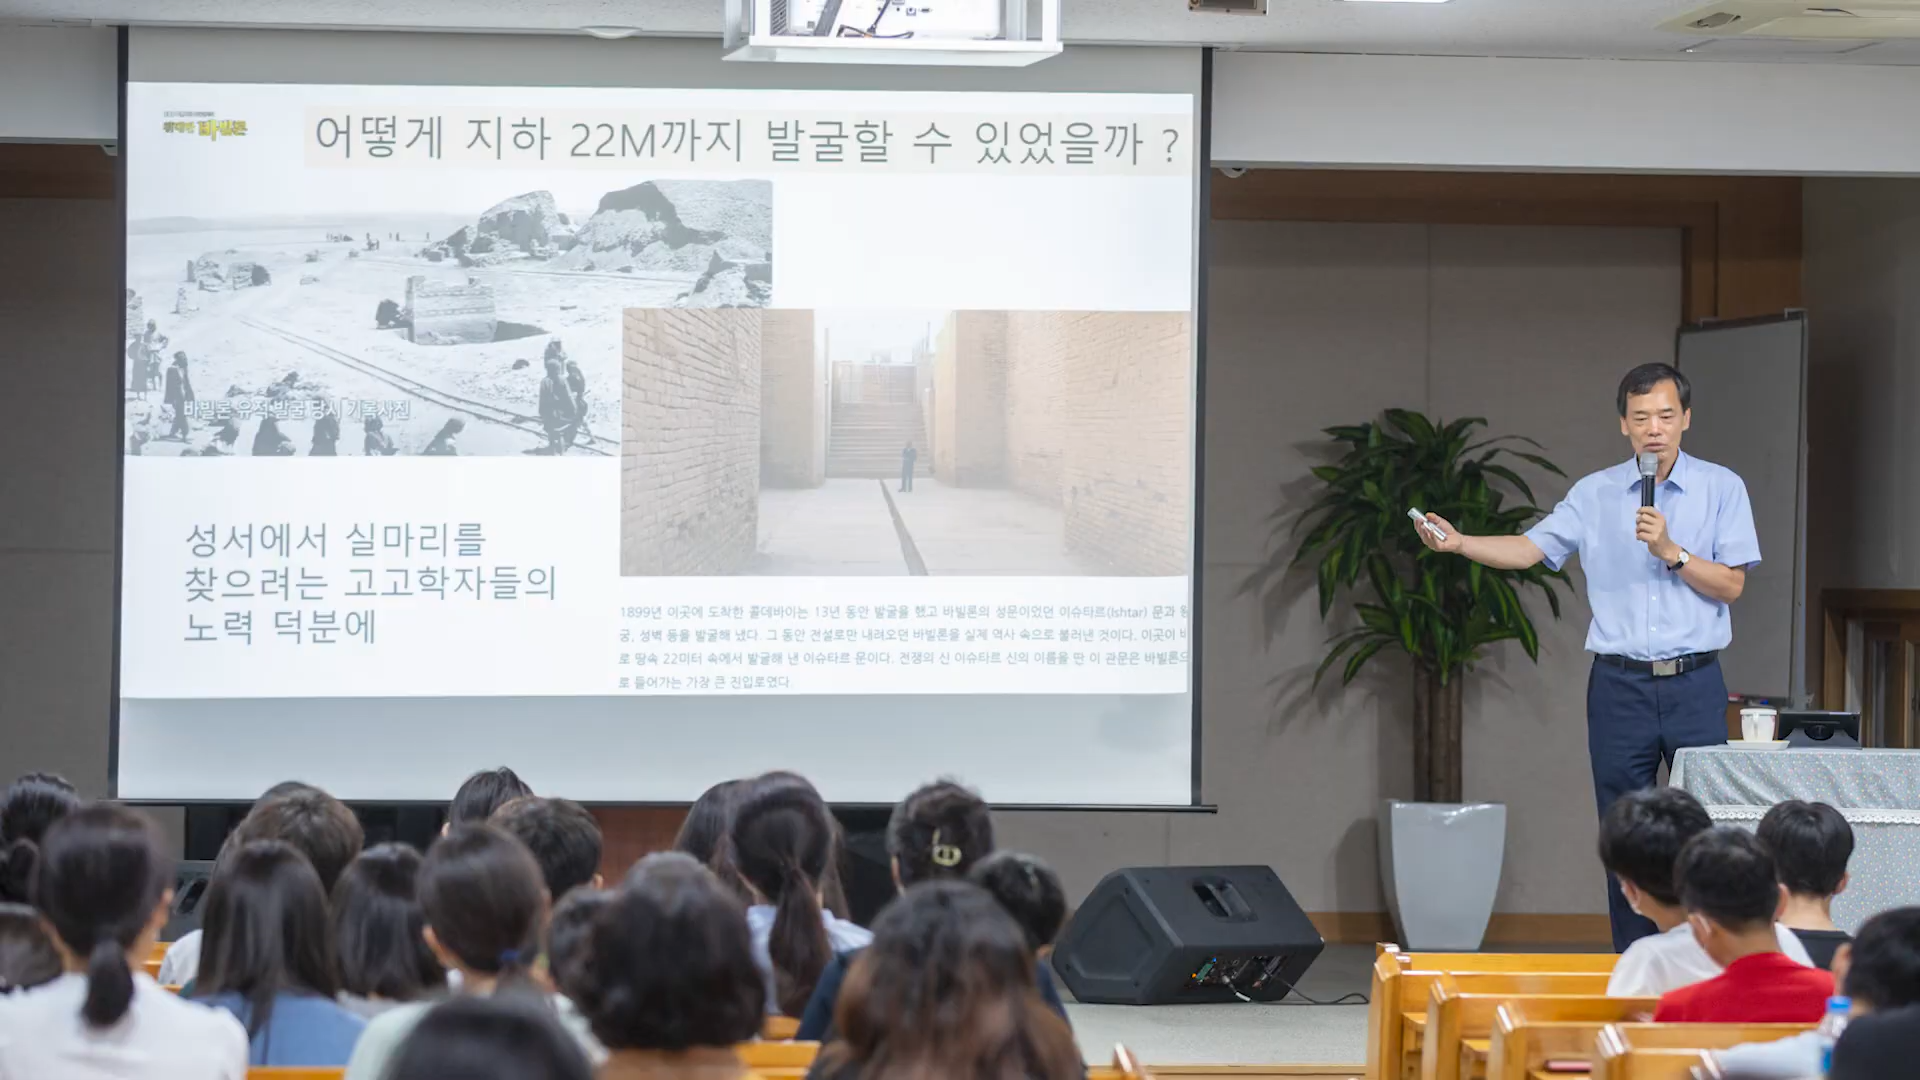 위대한 바빌론
어떻게 지하 22M까지 발굴할 수 있었을까 ?
바빌론 유적 발굴 당시 기록사진
성서에서 실마리를
찾으려는 고고학자들의
노력 덕분에
1899년 이곳에 도착한 콜데바이는 13년 동안 발굴을 했고 바빌론의 성문이었던 이슈타르(Ishtar) 문과 왕
궁, 성벽 등을 발굴해 냈다. 그 동안 전설로만 내려오던 바빌론을 실제 역사 속으로 불러낸 것이다. 이곳이 바
로 땅속 22미터 속에서 발굴해 낸 이슈타르 문이다. 전쟁의 신 이슈타르 신의 이름을 딴 이 관문은 바빌론으
로 들어가는 가장 큰 진입로였다.